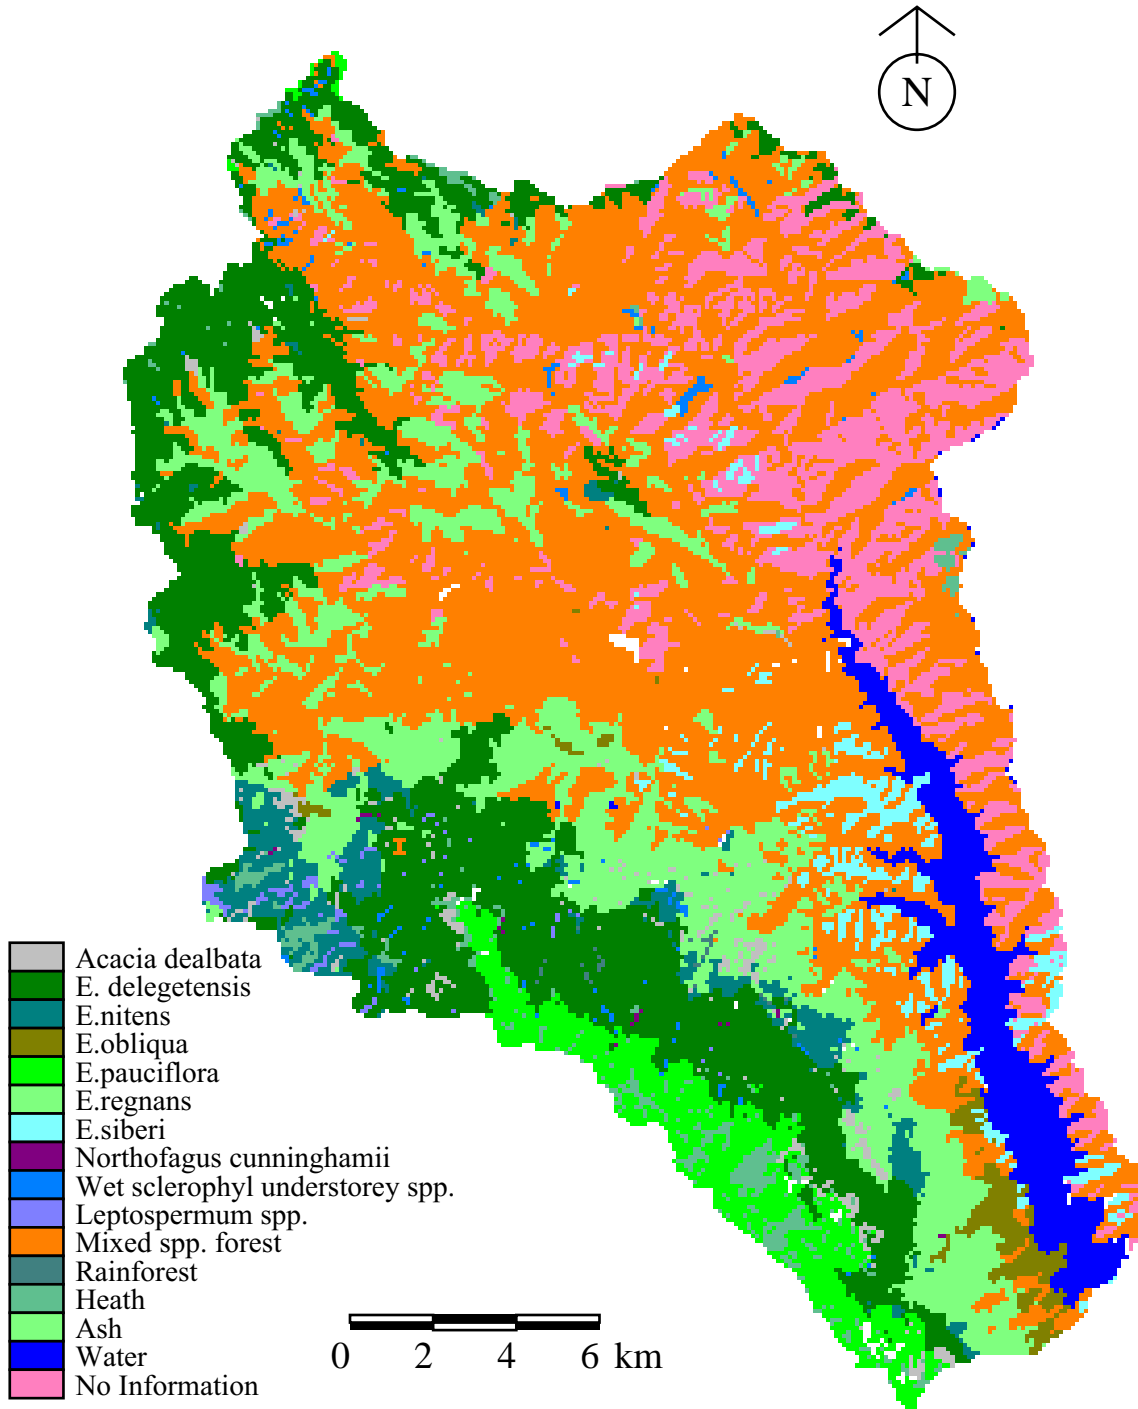 N
Acacia dealbata
E. delegetensis
E.nitens
E.obliqua
E.pauciflora
E.regnans
E.siberi
Northofagus cunninghamii
Wet sclerophyl understorey spp.
Leptospermum spp.
Mixed spp. forest
Rainforest
Heath
Ash
Water
No Information
0 2 4 6 km